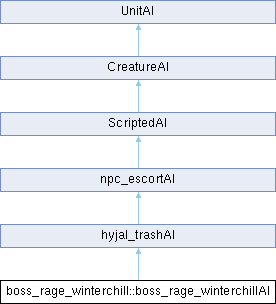 UnitAI
CreatureAI
ScriptedAI
npc_escortAI
hyjal_trashAI
boss_rage_winterchill::boss_rage_winterchillAI